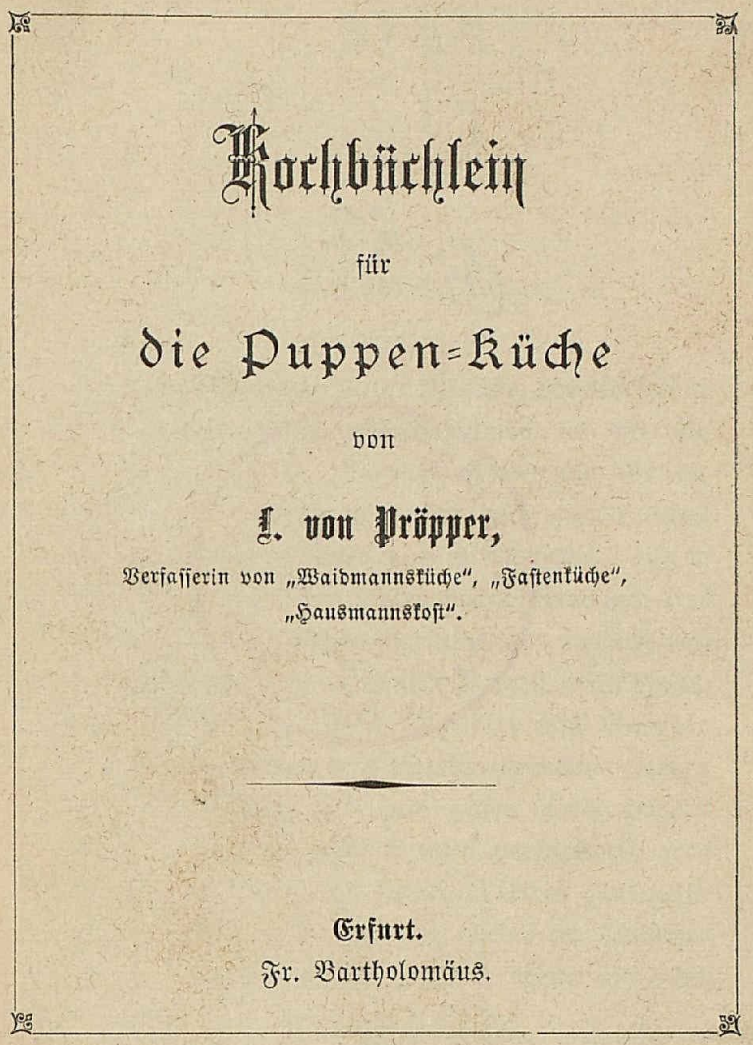 Kochbüchlein
für
die Puppen=Küche
von
L. von Pröpper,
Verfasserin von „Waidmannsküche“, „Fastenküche“,
„Hausmannskost“.
Erfurt.
Fr. Bartholomäus.